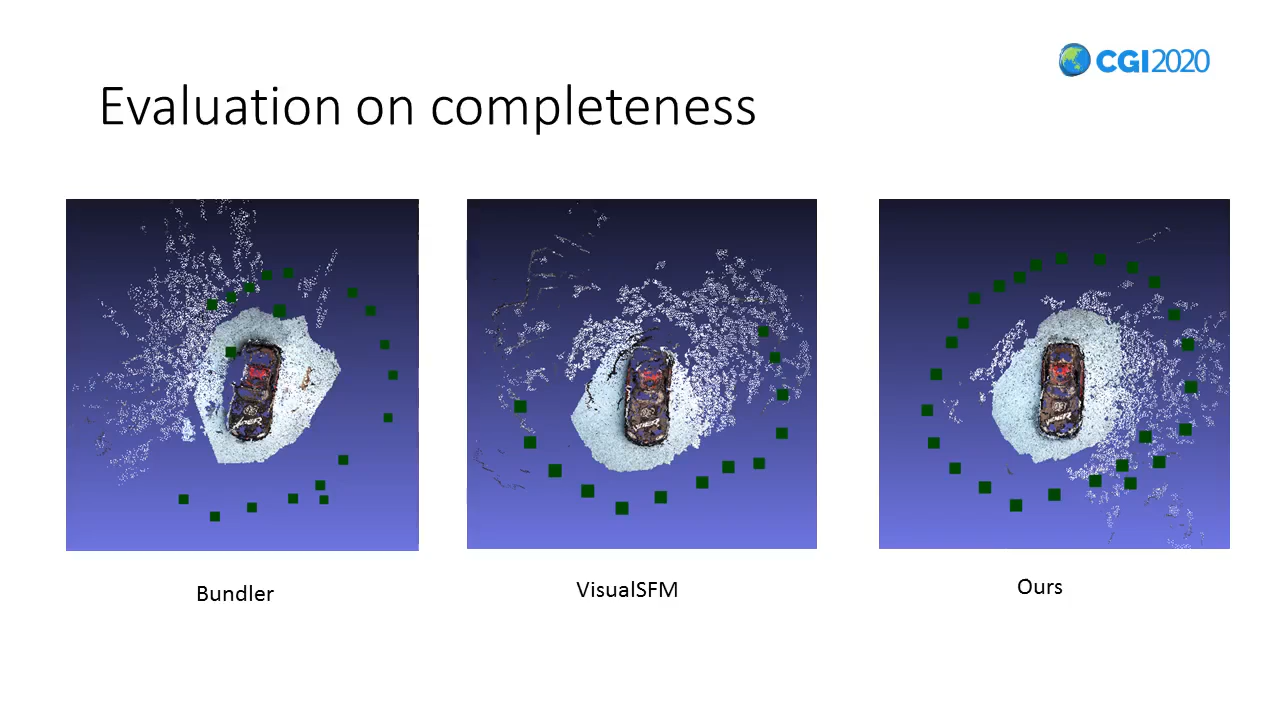 CGI2020
Evaluation on completeness
Bundler
VisualSFM
Ours